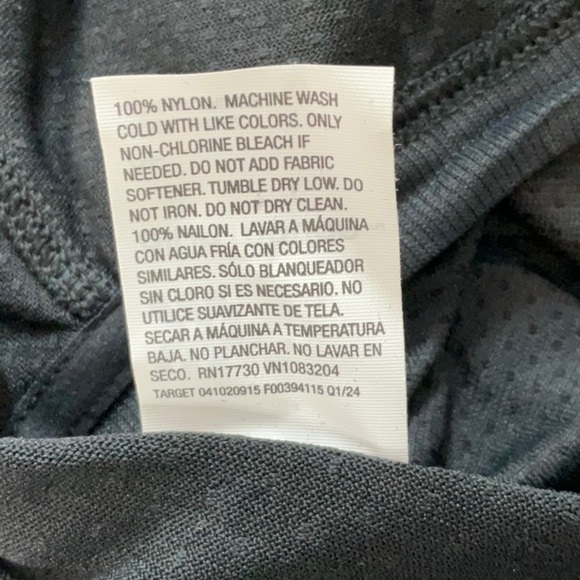 100% NYLON. MACHINE WASH
COLD WITH LIKE COLORS. ONLY
NON-CHLORINE BLEACH IF
NEEDED. DO NOT ADD FABRIC
SOFTENER. TUMBLE DRY LOW. DO
NOT IRON. DO NOT DRY CLEAN.
100% NAILON. LAVAR A MÁQUINA
CON AGUA FRÍA CON COLORES
SIMILARES. SÓLO BLANQUEADOR
SIN CLORO SI ES NECESARIO. NO
UTILICE SUAVIZANTE DE TELA.
SECAR A MÁQUINA A TEMPERATURA
BAJA. NO PLANCHAR. NO LAVAR EN
SECO. RN17730 VN1083204
TARGET 041020915 F00394115 Q1/24